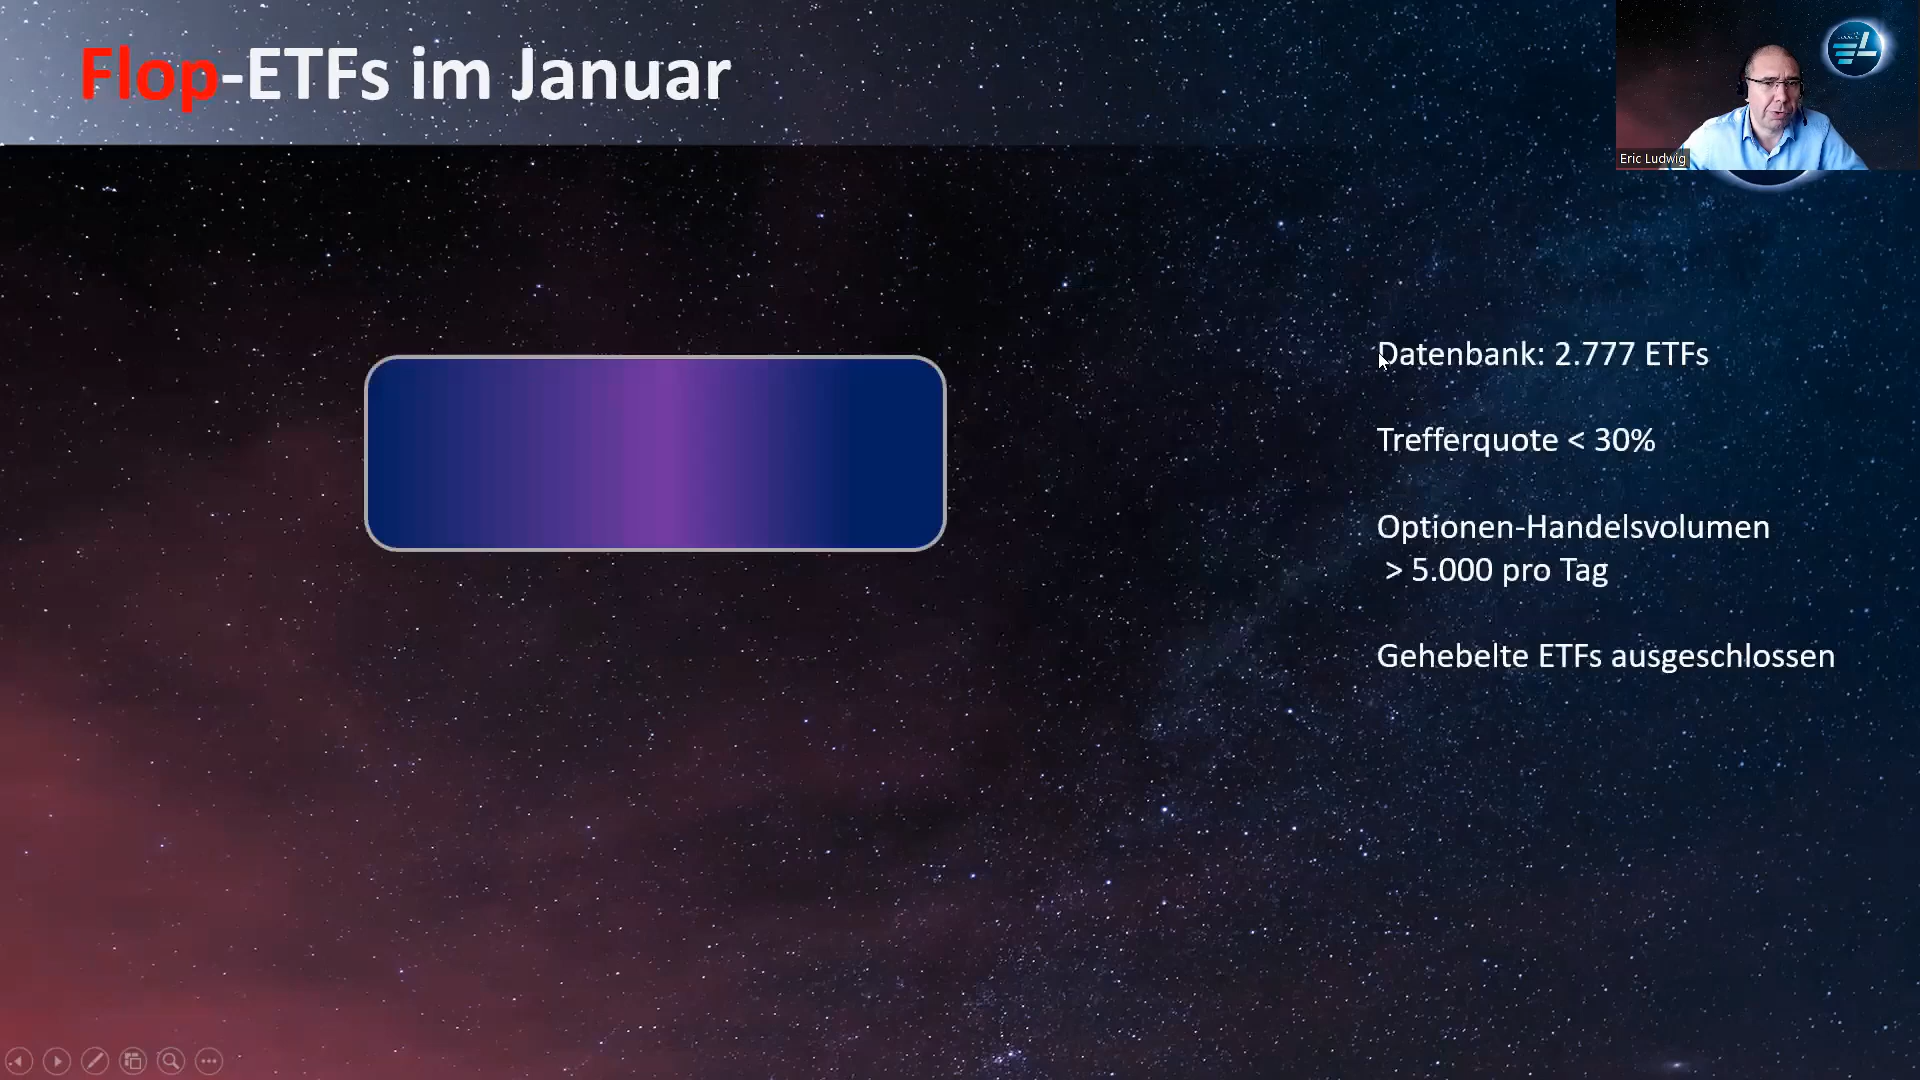 Flop-ETFs im Januar
Eric Ludwig
Datenbank: 2.777 ETFs
Trefferquote < 30%
Optionen-Handelsvolumen
> 5.000 pro Tag
Gehebelte ETFs ausgeschlossen